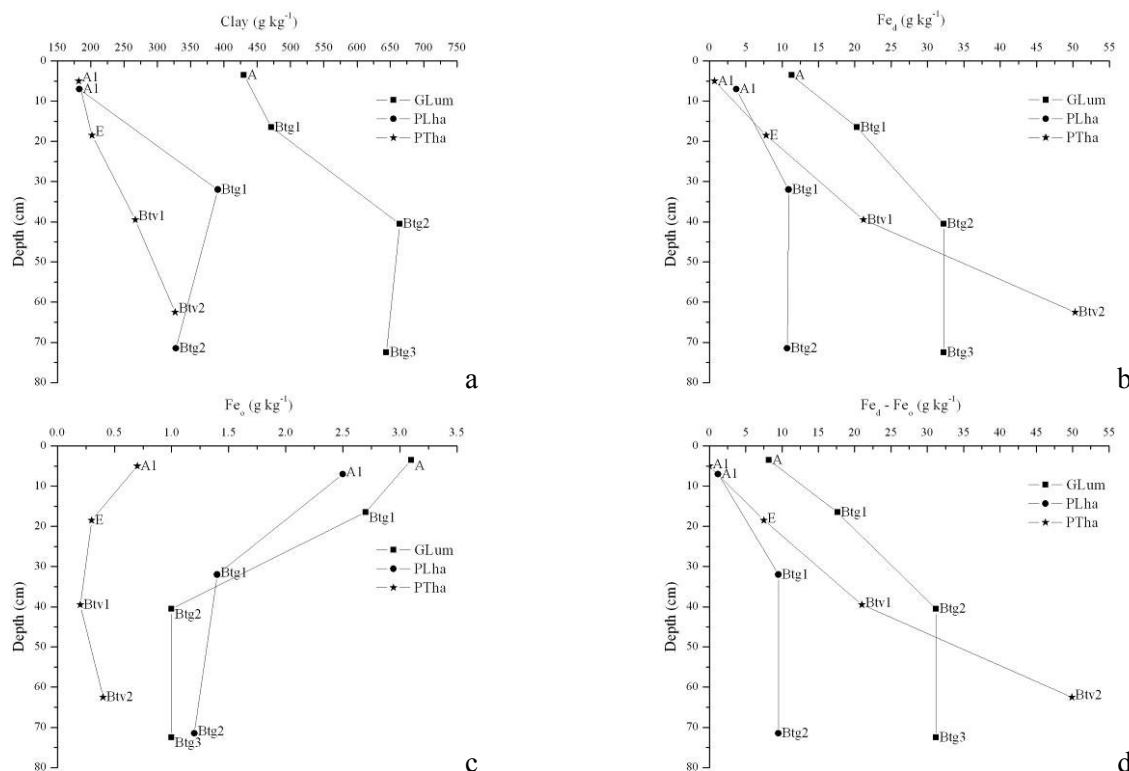 Clay (g kg⁻¹)
150 200 250 300 350 400 450 500 550 600 650 700 750
0
10
20
30
40
50
60
70
80
Depth (cm)
A1
A1
E
Btv1
Btv2
Btg1
Btg2
A
Btg1
Btg2
Btg3
GLum
PLha
PTha
a
Fe_d (g kg⁻¹)
0 5 10 15 20 25 30 35 40 45 50 55
0
10
20
30
40
50
60
70
80
Depth (cm)
A1
A1
A
E
Btg1
Btg1
Btv1
Btg2
Btv2
Btg2
Btg3
GLum
PLha
PTha
b
Fe_o (g kg⁻¹)
0.0 0.5 1.0 1.5 2.0 2.5 3.0 3.5
0
10
20
30
40
50
60
70
80
Depth (cm)
A1
A1
A
E
Btg1
Btg1
Btv1
Btg2
Btv2
Btg2
Btg3
GLum
PLha
PTha
c
Fe_d - Fe_o (g kg⁻¹)
0 5 10 15 20 25 30 35 40 45 50 55
0
10
20
30
40
50
60
70
80
Depth (cm)
A1
A1
A
E
Btg1
Btg1
Btv1
Btg2
Btv2
Btg2
Btg3
GLum
PLha
PTha
d